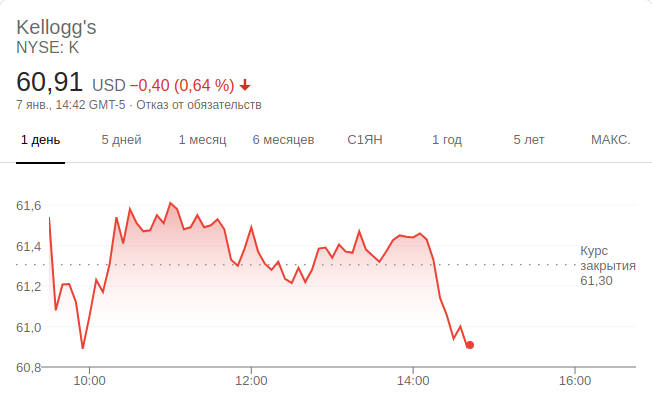 Kellogg's
NYSE: K
60,91 USD −0,40 (0,64 %)
7 янв., 14:42 GMT-5 · Отказ от обязательств
1 день 5 дней 1 месяц 6 месяцев С1ЯН 1 год 5 лет МАКС.
61,6
61,4
Курс
закрытия
61,30
61,2
61,0
60,8
10:00 12:00 14:00 16:00